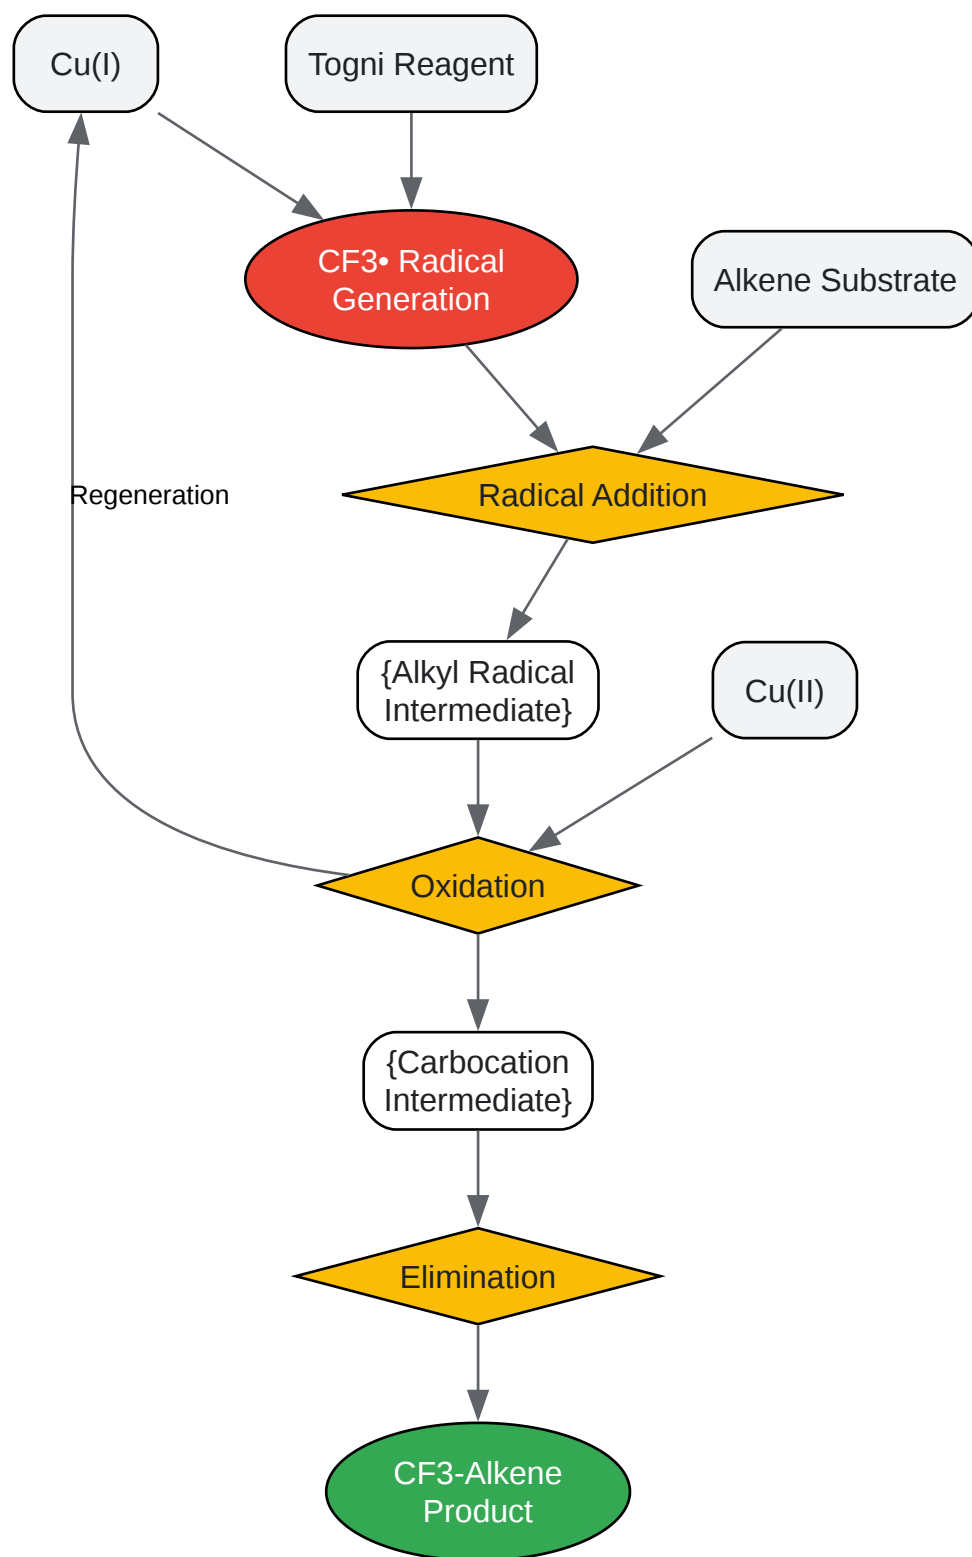 Cu(I)
Togni Reagent
CF3• Radical
Generation
Alkene Substrate
Radical Addition
Regeneration
{Alkyl Radical
Intermediate}
Cu(II)
Oxidation
{Carbocation
Intermediate}
Elimination
CF3-Alkene
Product